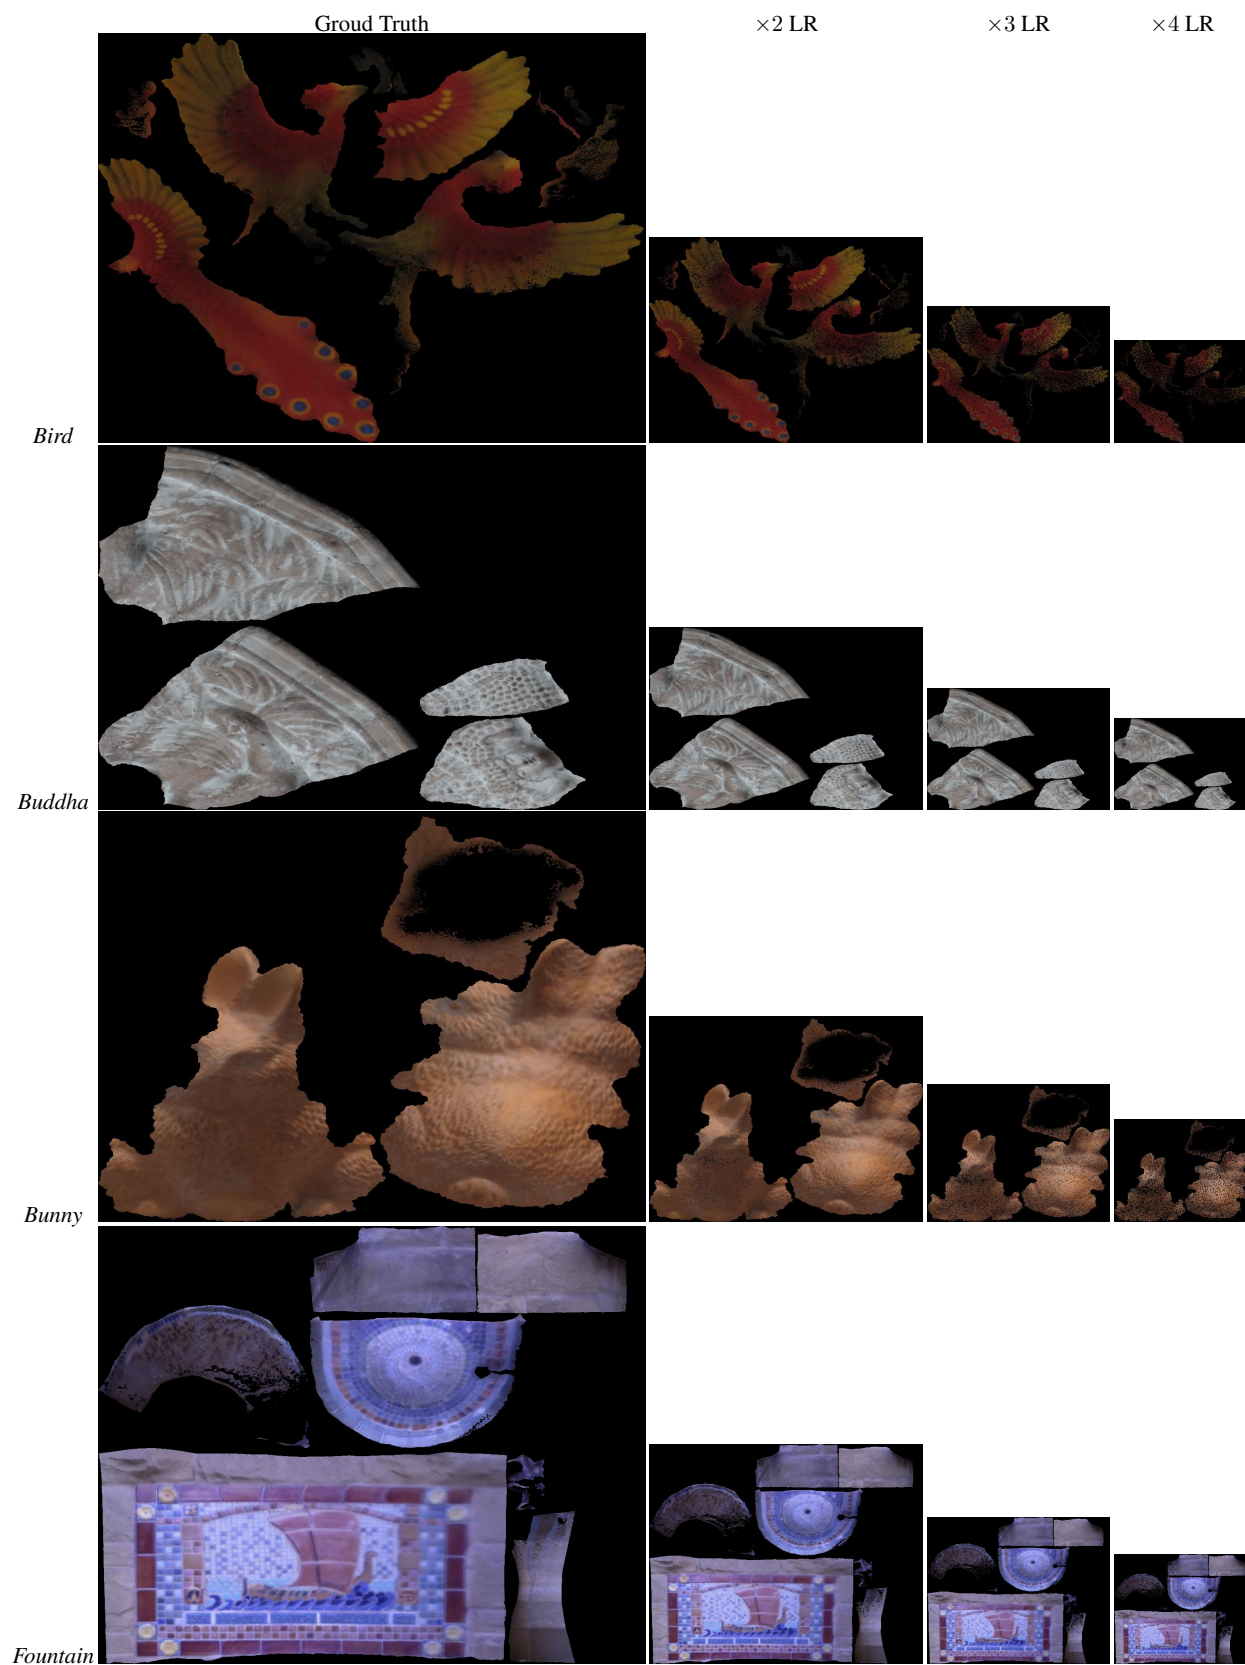 Groud Truth ×2 LR ×3 LR ×4 LR
Bird
Buddha
Bunny
Fountain